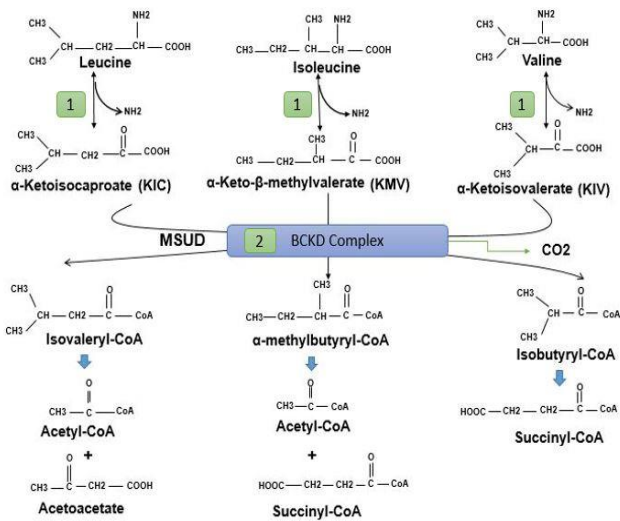 NH2
CH3
CH — CH2 — CH — COOH
CH3
Leucine
NH2
CH3
CH3—CH2—CH—CH—COOH
Isoleucine
NH2
CH3
CH — CH — COOH
CH3
Valine
1
NH2
1
NH2
1
NH2
CH3
O
CH — CH2 — C — COOH
CH3
α-Ketoisocaproate (KIC)
CH3
O
CH3—CH2—CH — C — COOH
α-Keto-β-methylvalerate (KMV)
CH3
O
CH — C — COOH
CH3
α-Ketoisovalerate (KIV)
MSUD
2 BCKD Complex
CO2
CH3
O
CH — CH2 — C — CoA
CH3
Isovaleryl-CoA
CH3
O
CH3—CH2—CH — C — CoA
α-methylbutyryl-CoA
CH3
O
CH — C — CoA
CH3
Isobutyryl-CoA
O
CH3 — C — CoA
Acetyl-CoA
+
O
CH3 — C — CH2 — COOH
Acetoacetate
O
CH3— C — CoA
Acetyl-CoA
+
O
HOOC— CH2—CH2— C — CoA
Succinyl-CoA
O
HOOC —CH2 —CH2— C — CoA
Succinyl-CoA